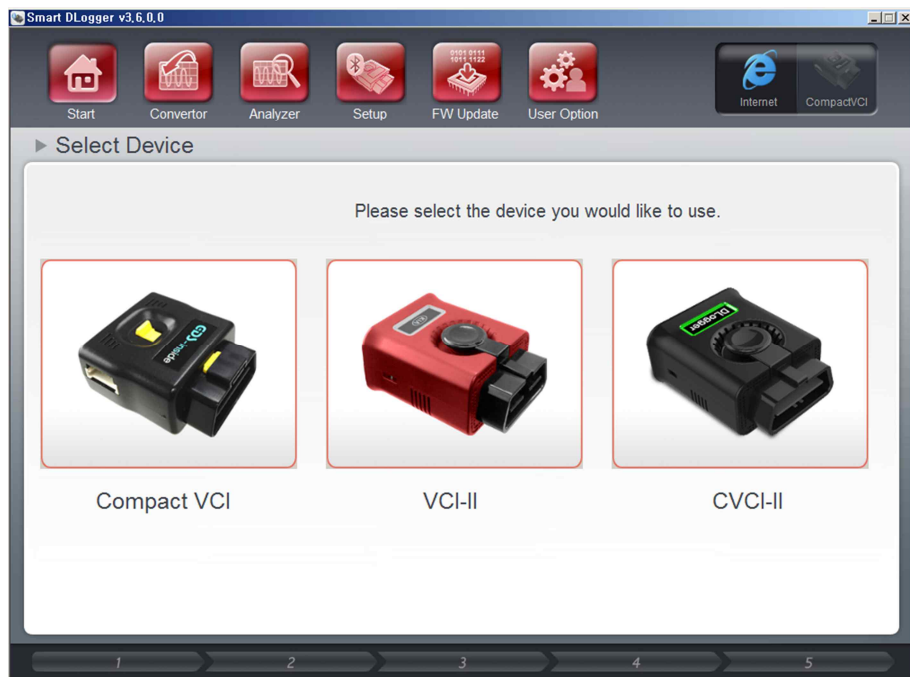 Smart DLogger v3.6.0.0
Start
Convertor
Analyzer
Setup
0101 0111
1011 1122
FW Update
User Option
Internet
CompactVCI
Select Device
Please select the device you would like to use.
GDS inside
DLogger
Compact VCI
VCI-II
CVCI-II
1
2
3
4
5